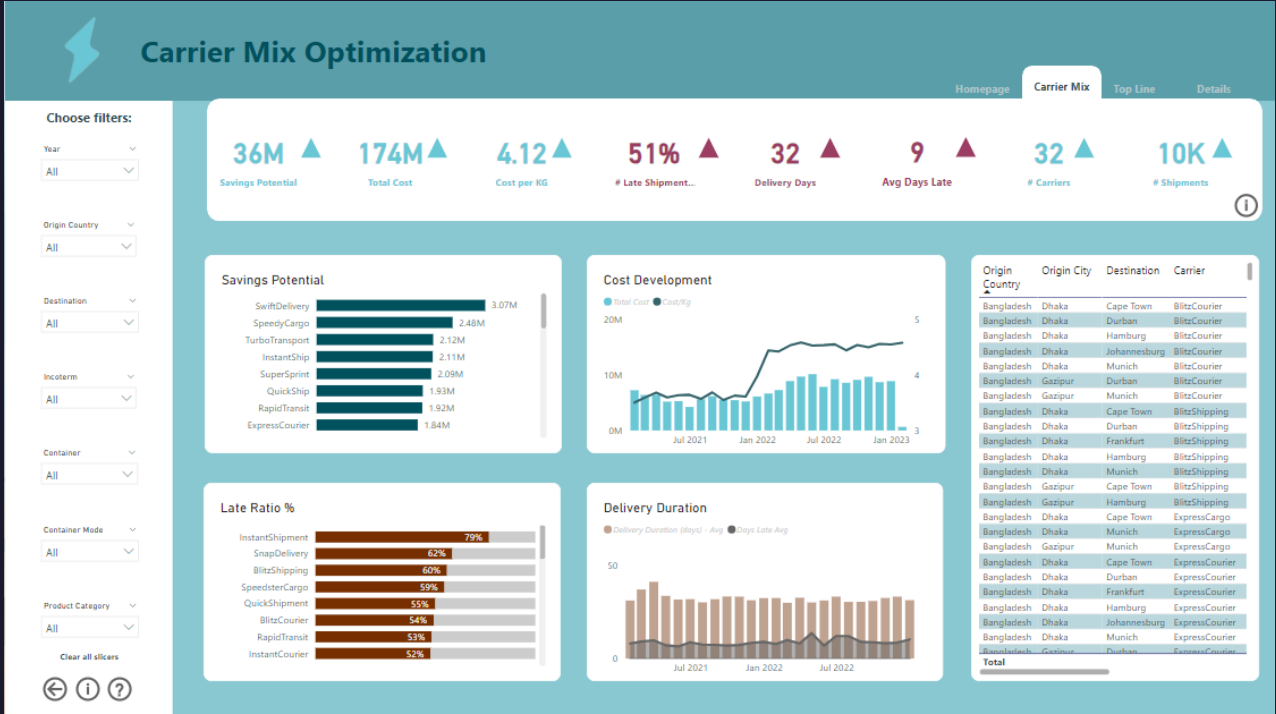 Carrier Mix Optimization
Homepage
Carrier Mix
Top Line
Details
Choose filters:
Year
All
Origin Country
All
Destination
All
Incoterm
All
Container
All
Container Mode
All
Product Category
All
Clear all slicers
36M
Savings Potential
174M
Total Cost
4.12
Cost per KG
51%
# Late Shipment...
32
Delivery Days
9
Avg Days Late
32
# Carriers
10K
# Shipments
Savings Potential
SwiftDelivery 3.07M
SpeedyCargo 2.48M
TurboTransport 2.12M
InstantShip 2.11M
SuperSprint 2.09M
QuickShip 1.93M
RapidTransit 1.92M
ExpressCourier 1.84M
Cost Development
Total Cost Cost/Kg
20M 5
10M 4
0M 3
Jul 2021 Jan 2022 Jul 2022 Jan 2023
Late Ratio %
InstantShipment 79%
SnapDelivery 62%
BlitzShipping 60%
SpeedsterCargo 59%
QuickShipment 55%
BlitzCourier 54%
RapidTransit 53%
InstantCourier 52%
Delivery Duration
Delivery Duration (days) - Avg Days Late Avg
50
0
Jul 2021 Jan 2022 Jul 2022
Origin Country Origin City Destination Carrier
Bangladesh Dhaka Cape Town BlitzCourier
Bangladesh Dhaka Durban BlitzCourier
Bangladesh Dhaka Hamburg BlitzCourier
Bangladesh Dhaka Johannesburg BlitzCourier
Bangladesh Dhaka Munich BlitzCourier
Bangladesh Gazipur Durban BlitzCourier
Bangladesh Gazipur Munich BlitzCourier
Bangladesh Dhaka Cape Town BlitzShipping
Bangladesh Dhaka Durban BlitzShipping
Bangladesh Dhaka Frankfurt BlitzShipping
Bangladesh Dhaka Hamburg BlitzShipping
Bangladesh Dhaka Munich BlitzShipping
Bangladesh Gazipur Cape Town BlitzShipping
Bangladesh Gazipur Hamburg BlitzShipping
Bangladesh Dhaka Cape Town ExpressCargo
Bangladesh Dhaka Munich ExpressCargo
Bangladesh Gazipur Munich ExpressCargo
Bangladesh Dhaka Cape Town ExpressCourier
Bangladesh Dhaka Durban ExpressCourier
Bangladesh Dhaka Frankfurt ExpressCourier
Bangladesh Dhaka Hamburg ExpressCourier
Bangladesh Dhaka Johannesburg ExpressCourier
Bangladesh Dhaka Munich ExpressCourier
Bangladesh Gazipur Durban ExpressCourier
Total